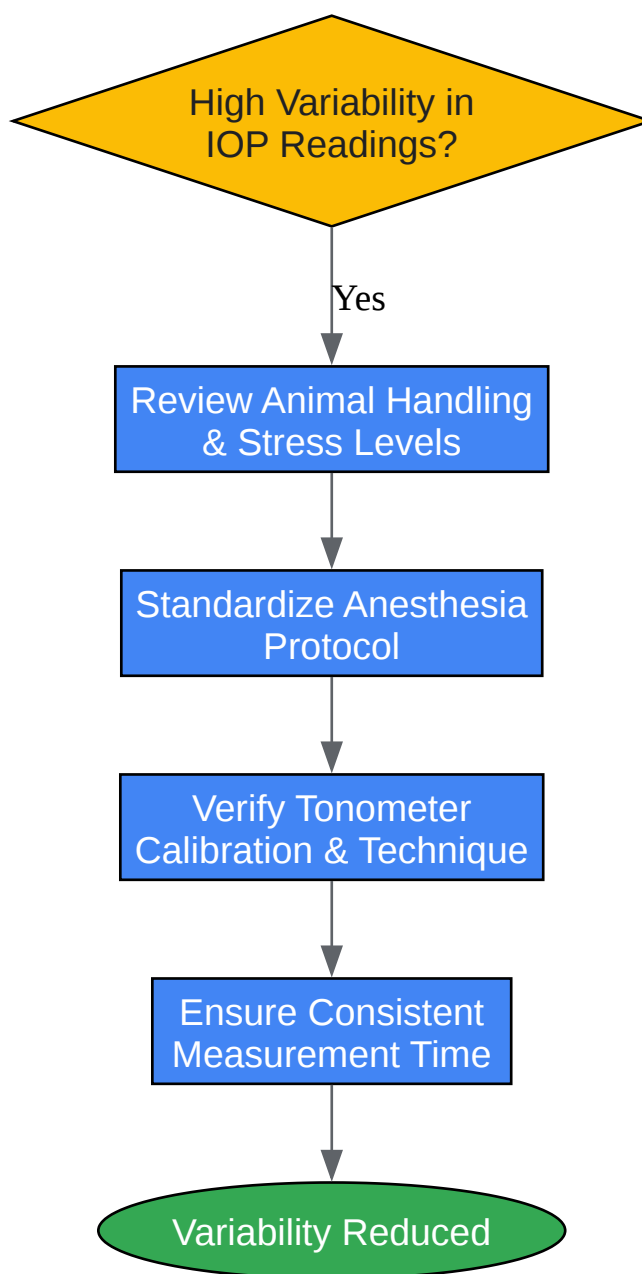 High Variability in
IOP Readings?
Yes
Review Animal Handling
& Stress Levels
Standardize Anesthesia
Protocol
Verify Tonometer
Calibration & Technique
Ensure Consistent
Measurement Time
Variability Reduced